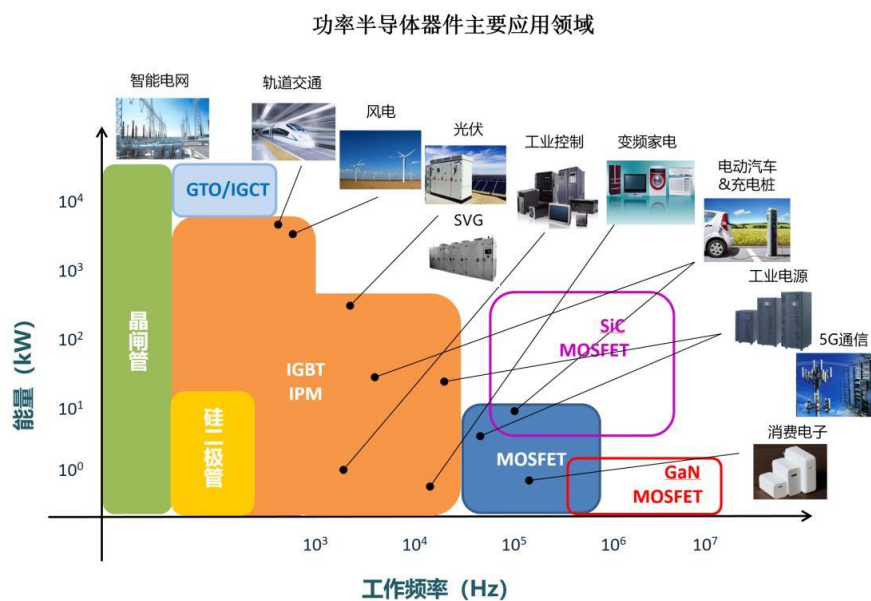 功率半导体器件主要应用领域
智能电网
轨道交通
风电
光伏
工业控制
变频家电
电动汽车
&充电桩
SVG
工业电源
5G通信
消费电子
GTO/IGCT
晶闸管
硅二极管
IGBT
IPM
SiC
MOSFET
MOSFET
GaN
MOSFET
能量（kW）
10⁴
10³
10²
10¹
10⁰
10³
10⁴
10⁵
10⁶
10⁷
工作频率（Hz）